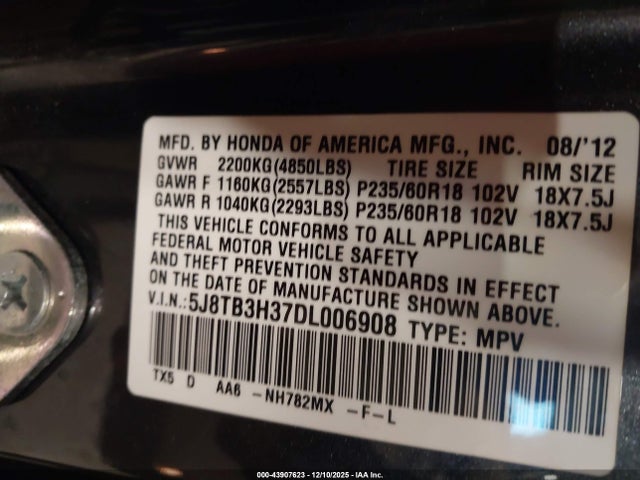 MFD. BY HONDA OF AMERICA MFG., INC. 08/'12
GVWR 2200KG(4850LBS) TIRE SIZE RIM SIZE
GAWR F 1160KG(2557LBS) P235/60R18 102V 18X7.5J
GAWR R 1040KG(2293LBS) P235/60R18 102V 18X7.5J
THIS VEHICLE CONFORMS TO ALL APPLICABLE
FEDERAL MOTOR VEHICLE SAFETY
AND THEFT PREVENTION STANDARDS IN EFFECT
ON THE DATE OF MANUFACTURE SHOWN ABOVE.
V.I.N.:5J8TB3H37DL006908 TYPE: MPV
TX5 D AA6 -NH782MX -F-L
000-43907623 - 12/10/2025 - IAA Inc.